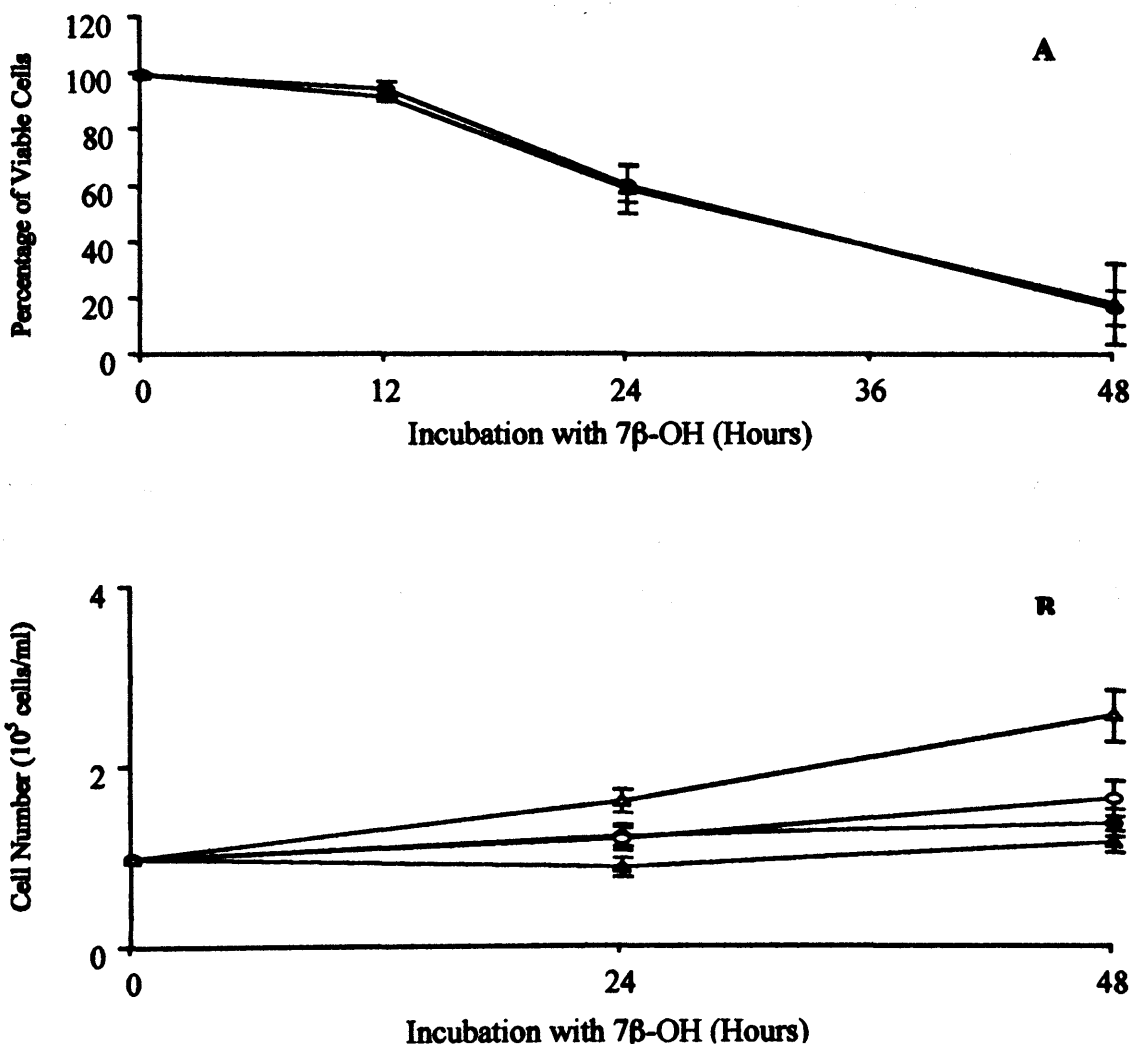 A
Percentage of Viable Cells
120
100
80
60
40
20
0
0 12 24 36 48
Incubation with 7β-OH (Hours)
B
Cell Number (10⁵ cells/ml)
4
2
0
0 24 48
Incubation with 7β-OH (Hours)